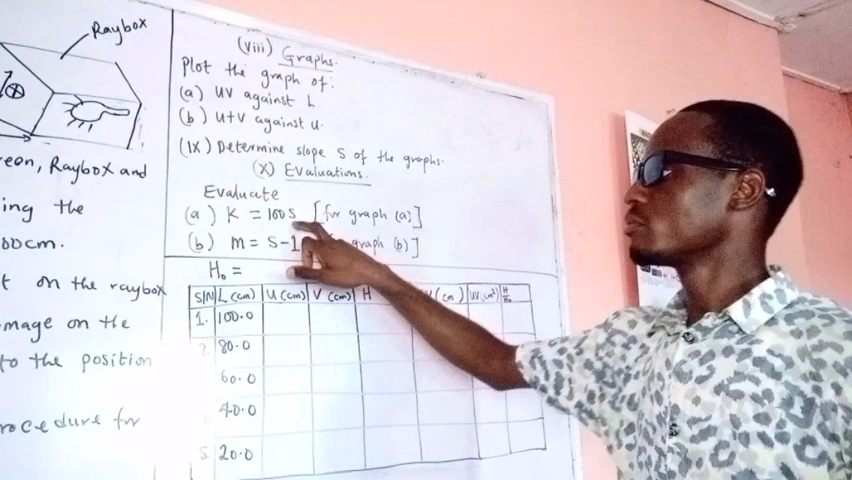 Raybox
(viii) Graphs.
Plot the graph of:
(a) UV against L
(b) U+V against U.
(IX) Determine slope S of the graphs.
(X) Evaluations.
Evaluate
(a) K = 100S [for graph (a)]
(b) m = S-1 graph (b)]
H₀ =
S/N L (cm) U (cm) V (cm) H (cm) UV (cm²) H/H₀
1. 100.0
2. 80.0
60.0
40.0
5. 20.0
Raybox and
ing the
00cm.
on the raybox
mage on the
to the position
rocedure for